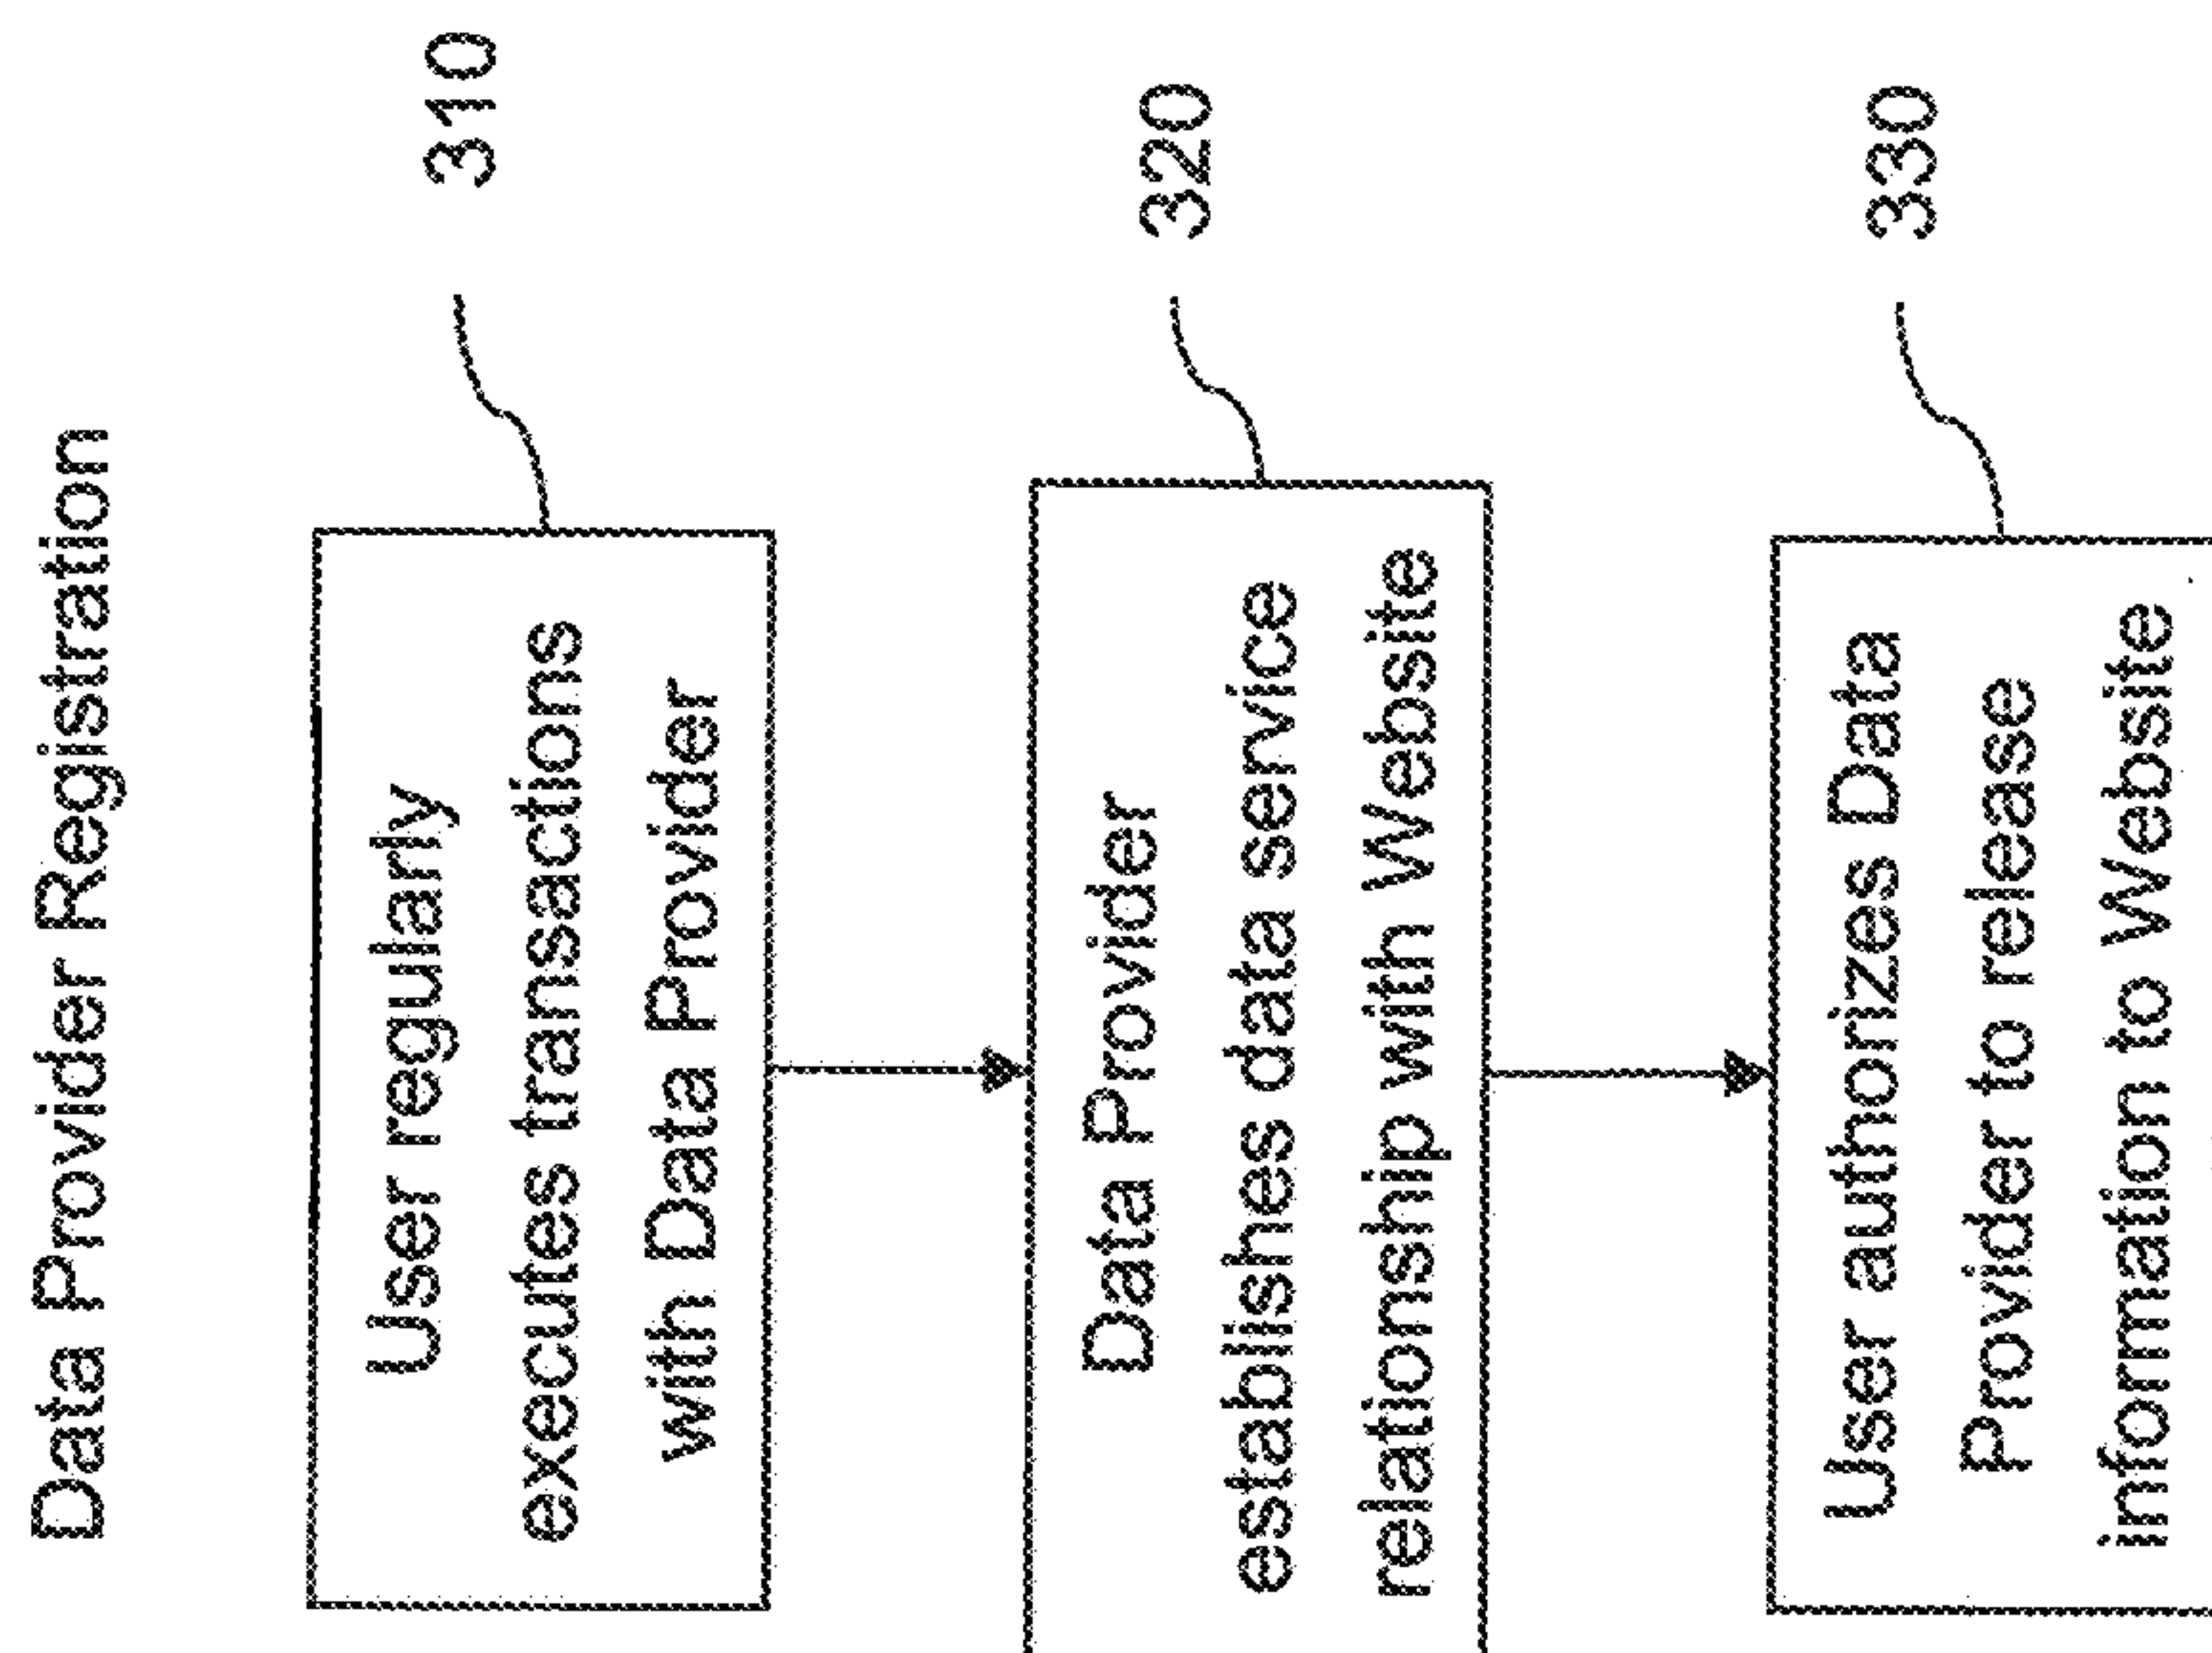 Data Provider Registration
User regularly
executes transactions
with Data Provider
310
Data Provider
establishes data service
relationship with Website
320
User authorizes Data
Provider to release
information to Website
330